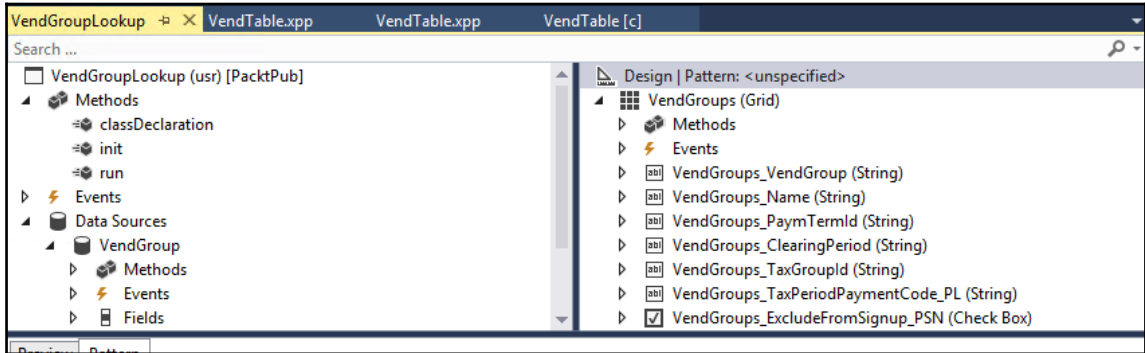 VendGroupLookup VendTable.xpp VendTable.xpp VendTable [c]
Search ...
VendGroupLookup (usr) [PacktPub]
Methods
classDeclaration
init
run
Events
Data Sources
VendGroup
Methods
Events
Fields
Design | Pattern: <unspecified>
VendGroups (Grid)
Methods
Events
VendGroups_VendGroup (String)
VendGroups_Name (String)
VendGroups_PaymTermId (String)
VendGroups_ClearingPeriod (String)
VendGroups_TaxGroupId (String)
VendGroups_TaxPeriodPaymentCode_PL (String)
VendGroups_ExcludeFromSignup_PSN (Check Box)
Preview Pattern